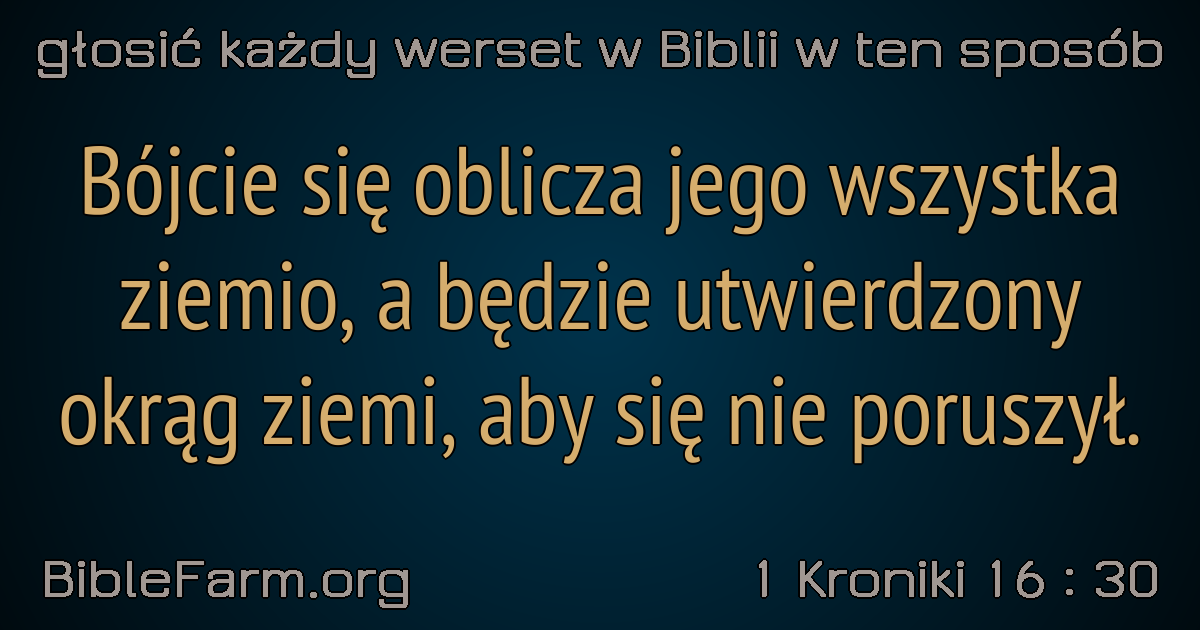 głosić każdy werset w Biblii w ten sposób
Bójcie się oblicza jego wszystka
ziemio, a będzie utwierdzony
okrąg ziemi, aby się nie poruszył.
BibleFarm.org
1 Kroniki 16 : 30